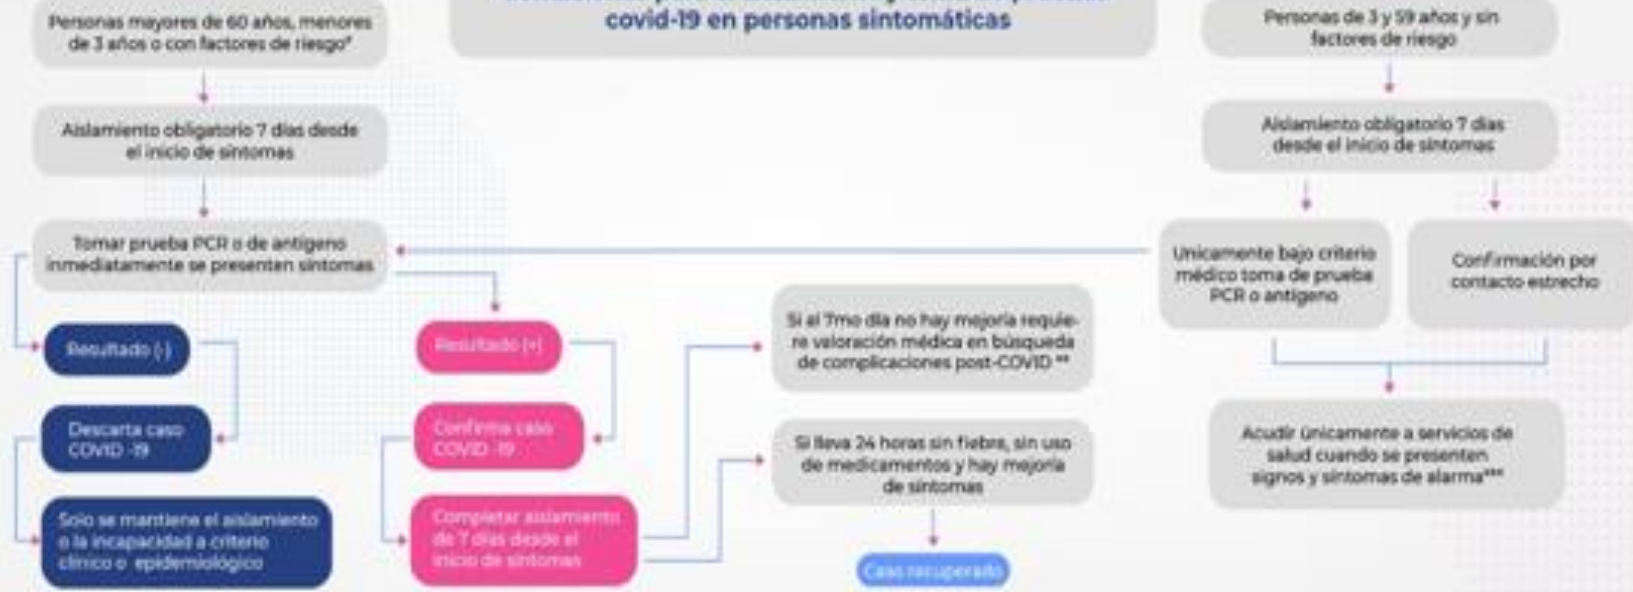 covid-19 en personas sintomáticas
Personas mayores de 60 años, menores
de 3 años o con factores de riesgo*
Aislamiento obligatorio 7 dias desde
el inicio de síntomas
Tomar prueba PCR o de antígeno
inmediatamente se presenten síntomas
Resultado (-)
Descarta caso
COVID -19
Solo se mantiene el aislamiento
o la incapacidad a criterio
clínico o epidemiológico
Resultado (+)
Confirma caso
COVID -19
Completar aislamiento
de 7 días desde el
inicio de síntomas
Si al 7mo día no hay mejoría requie-
re valoración médica en búsqueda
de complicaciones post-COVID **
Si lleva 24 horas sin fiebre, sin uso
de medicamentos y hay mejoría
de síntomas
Caso recuperado
Personas de 3 y 59 años y sin
factores de riesgo
Aislamiento obligatorio 7 dias
desde el inicio de síntomas
Unicamente bajo criterio
médico toma de prueba
PCR o antígeno
Confirmación por
contacto estrecho
Acudir únicamente a servicios de
salud cuando se presenten
signos y síntomas de alarma***